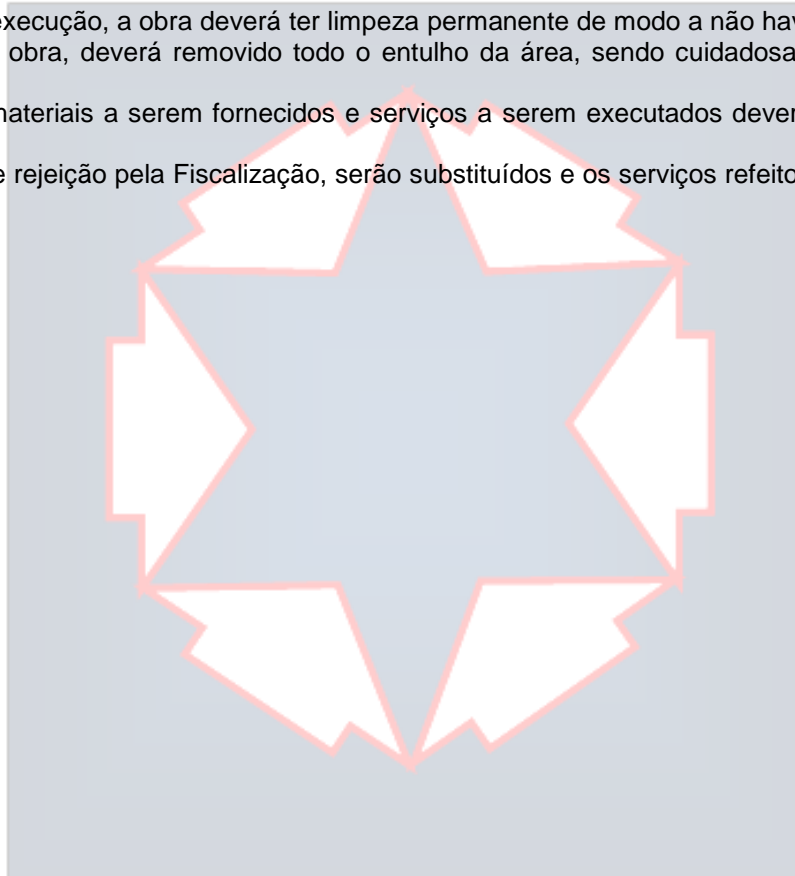 execução, a obra deverá ter limpeza permanente de modo a não hav
obra, deverá removido todo o entulho da área, sendo cuidadosa
materiais a serem fornecidos e serviços a serem executados dever
e rejeição pela Fiscalização, serão substituídos e os serviços refeito